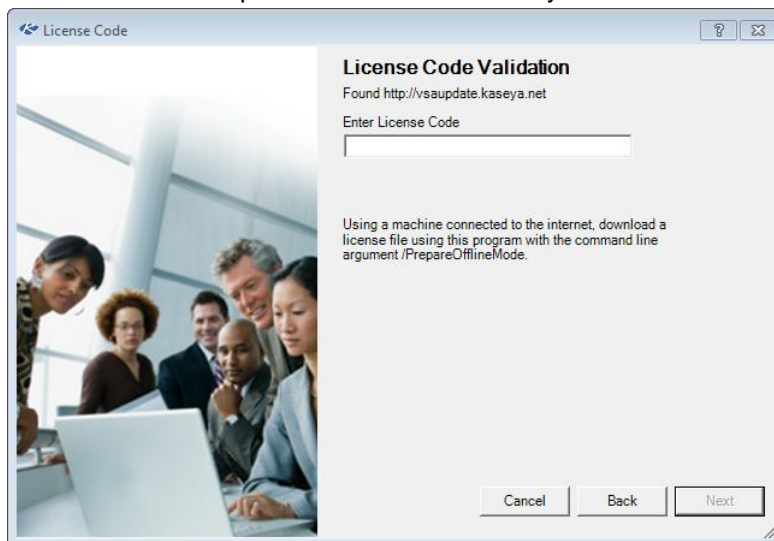 License Code
License Code Validation
Found http://vsaupdate.kaseya.net
Enter License Code
Using a machine connected to the internet, download a
license file using this program with the command line
argument /PrepareOfflineMode.
Cancel Back Next